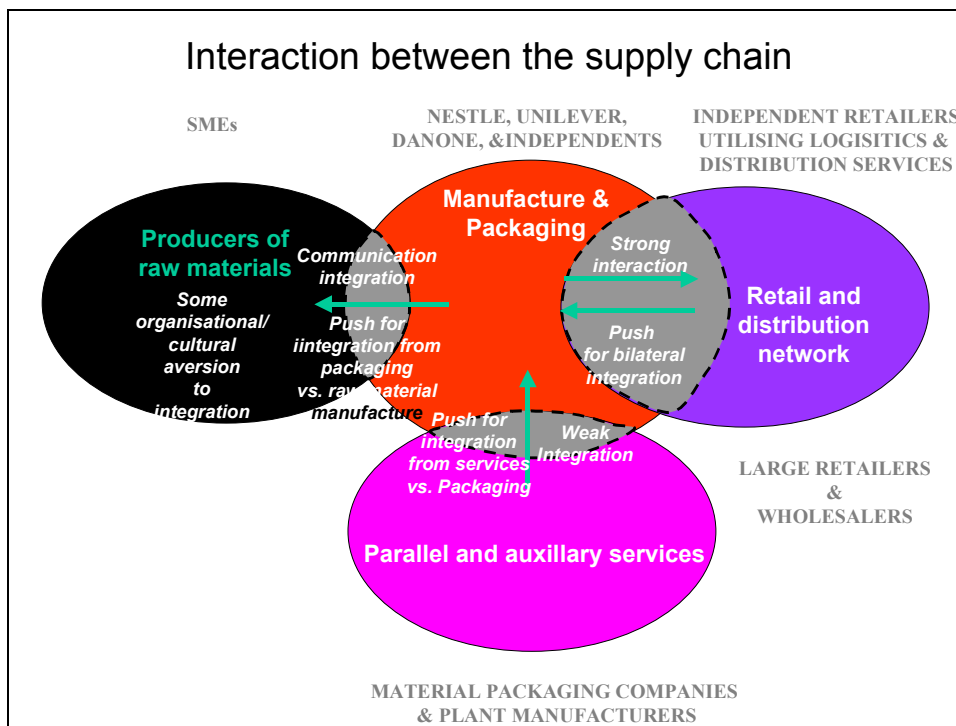 Interaction between the supply chain
SMEs
NESTLE, UNILEVER,
DANONE, &INDEPENDENTS
INDEPENDENT RETAILERS
UTILISING LOGISITICS &
DISTRIBUTION SERVICES
Manufacture &
Packaging
Producers of
raw materials
Some
organisational/
cultural
aversion
to
integration
Communication
integration
Push for
iintegration from
packaging
vs. raw material
manufacture
Strong
interaction
Push
for bilateral
integration
Retail and
distribution
network
Push for
integration
from services
vs. Packaging
Weak
Integration
LARGE RETAILERS
&
WHOLESALERS
Parallel and auxillary services
MATERIAL PACKAGING COMPANIES
& PLANT MANUFACTURERS